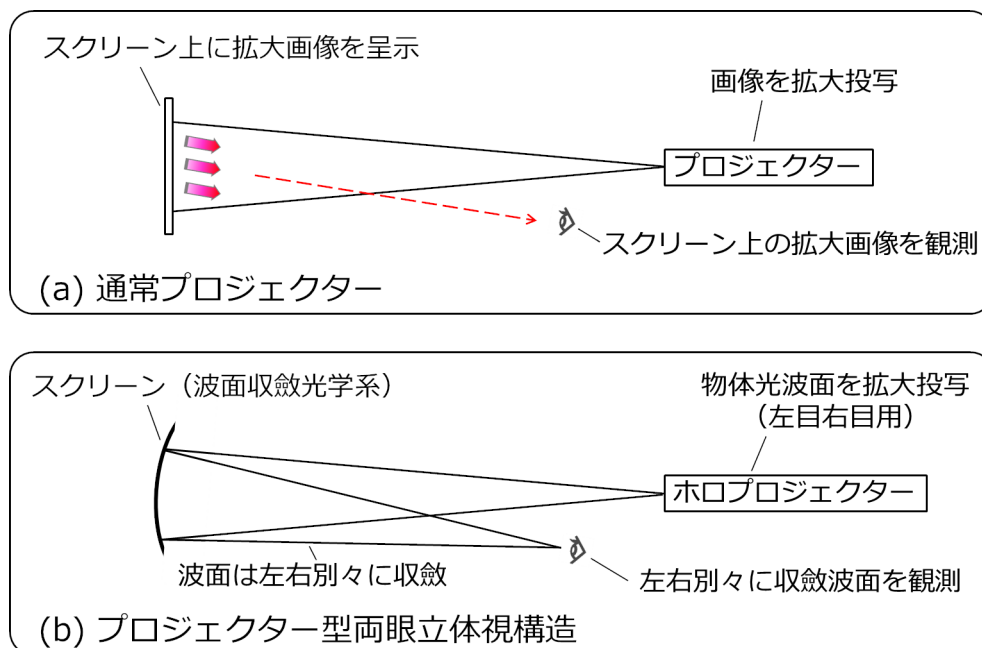 スクリーン上に拡大画像を呈示
画像を拡大投写
プロジェクター
スクリーン上の拡大画像を観測
(a) 通常プロジェクター
スクリーン（波面収斂光学系）
物体光波面を拡大投写
（左目右目用）
ホロプロジェクター
波面は左右別々に収斂
左右別々に収斂波面を観測
(b) プロジェクター型両眼立体視構造